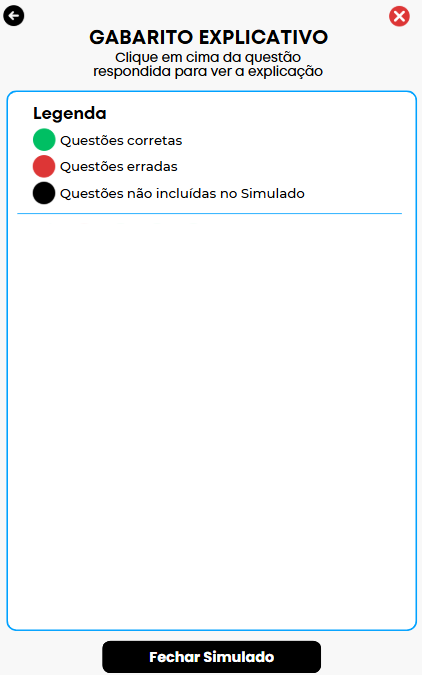 GABARITO EXPLICATIVO
Clique em cima da questão
respondida para ver a explicação
Legenda
Questões corretas
Questões erradas
Questões não incluídas no Simulado
Fechar Simulado